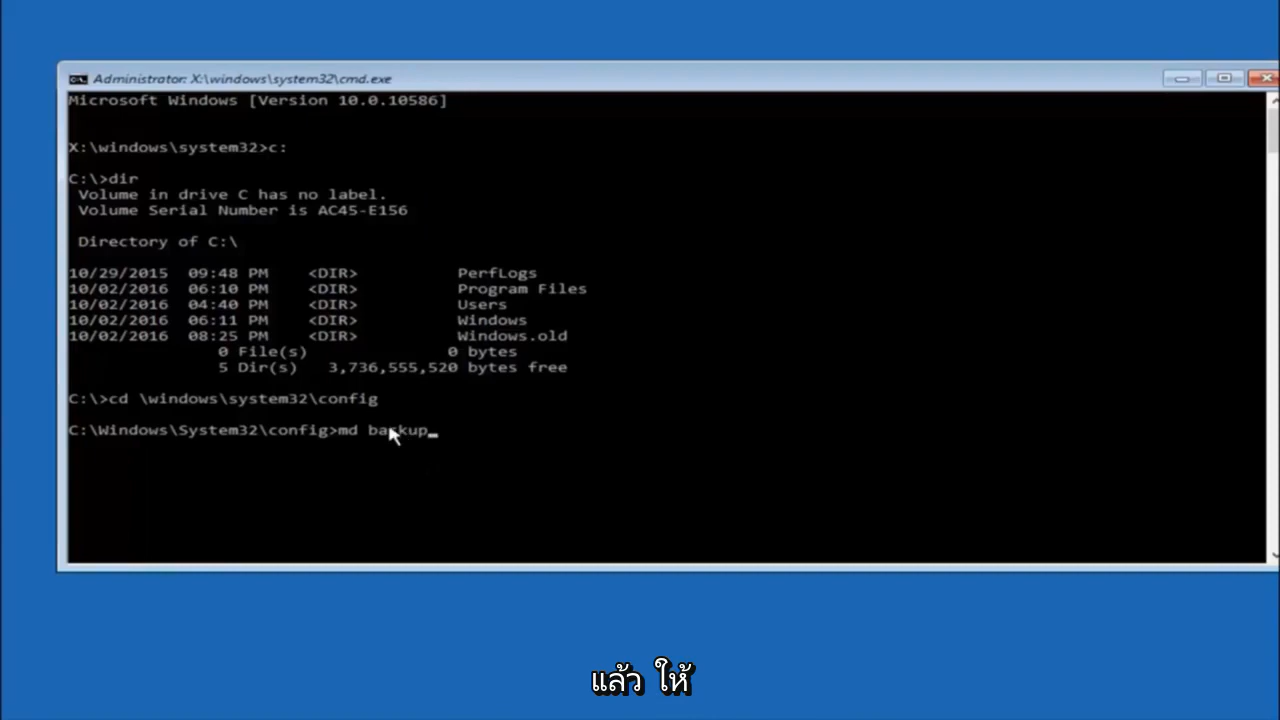 Administrator: X:\windows\system32\cmd.exe
Microsoft Windows [Version 10.0.10586]
X:\windows\system32>c:
C:\>dir
Volume in drive C has no label.
Volume Serial Number is AC45-E156
Directory of C:\
10/29/2015 09:48 PM <DIR> PerfLogs
10/02/2016 06:10 PM <DIR> Program Files
10/02/2016 04:40 PM <DIR> Users
10/02/2016 06:11 PM <DIR> Windows
10/02/2016 08:25 PM <DIR> Windows.old
0 File(s) 0 bytes
5 Dir(s) 3,736,555,520 bytes free
C:\>cd \windows\system32\config
C:\Windows\System32\config>md backup_
แล้ว ให้